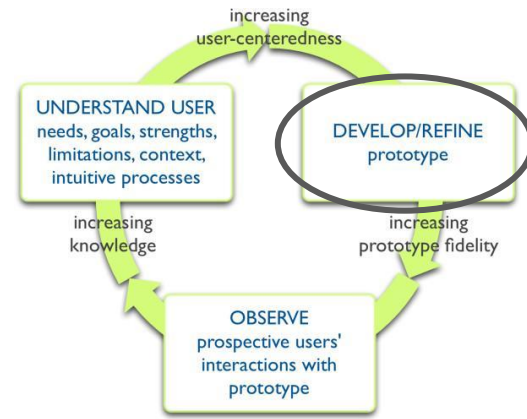 increasing
user-centeredness
UNDERSTAND USER
needs, goals, strengths,
limitations, context,
intuitive processes
DEVELOP/REFINE
prototype
increasing
knowledge
increasing
prototype fidelity
OBSERVE
prospective users'
interactions with
prototype